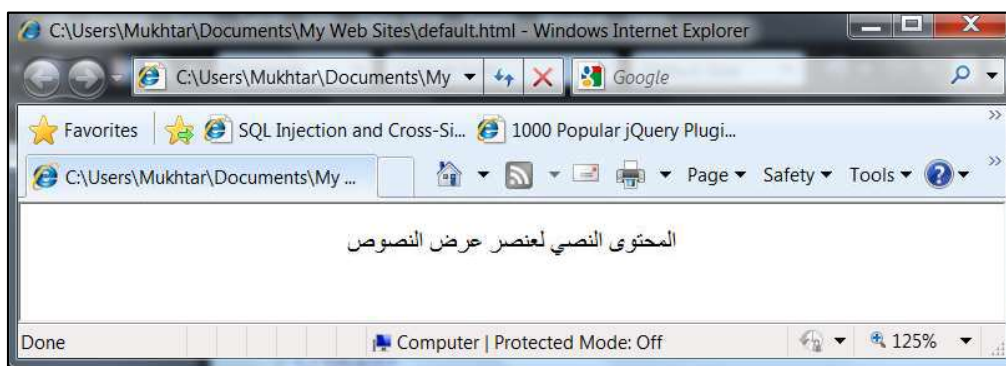 C:\Users\Mukhtar\Documents\My Web Sites\default.html - Windows Internet Explorer
C:\Users\Mukhtar\Documents\My Google
Favorites SQL Injection and Cross-Si... 1000 Popular jQuery Plugi...
C:\Users\Mukhtar\Documents\My ... Page Safety Tools
المحتوى النصي لعنصر عرض النصوص
Done Computer | Protected Mode: Off 125%